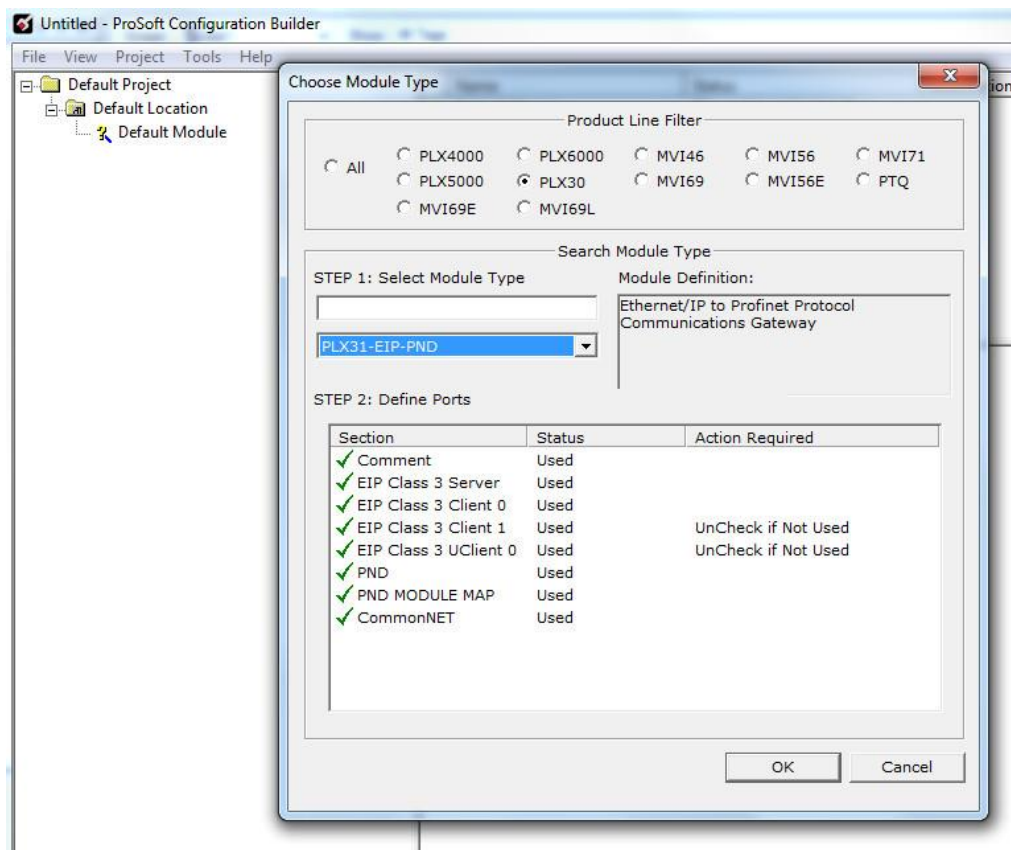 Untitled - ProSoft Configuration Builder
File View Project Tools Help
Default Project
Default Location
Default Module
Choose Module Type
Product Line Filter
All PLX4000 PLX6000 MVI46 MVI56 MVI71
PLX5000 PLX30 MVI69 MVI56E PTQ
MVI69E MVI69L
Search Module Type
STEP 1: Select Module Type
Module Definition:
Ethernet/IP to Profinet Protocol
Communications Gateway
PLX31-EIP-PND
STEP 2: Define Ports
Section Status Action Required
Comment Used
EIP Class 3 Server Used
EIP Class 3 Client 0 Used
EIP Class 3 Client 1 Used UnCheck if Not Used
EIP Class 3 UClient 0 Used UnCheck if Not Used
PND Used
PND MODULE MAP Used
CommonNET Used
OK Cancel